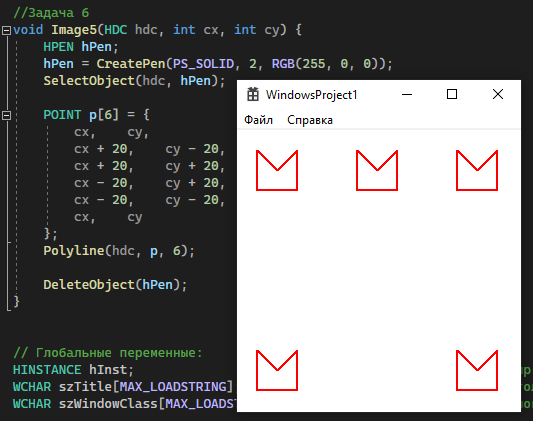 //Задача 6
void Image5(HDC hdc, int cx, int cy) {
HPEN hPen;
hPen = CreatePen(PS_SOLID, 2, RGB(255, 0, 0));
SelectObject(hdc, hPen);
POINT p[6] = {
cx, cy,
cx + 20, cy - 20,
cx + 20, cy + 20,
cx - 20, cy + 20,
cx - 20, cy - 20,
cx, cy
};
Polyline(hdc, p, 6);
DeleteObject(hPen);
}
WindowsProject1
Файл Справка
// Глобальные переменные:
HINSTANCE hInst;
WCHAR szTitle[MAX_LOADSTRING]
WCHAR szWindowClass[MAX_LOADST